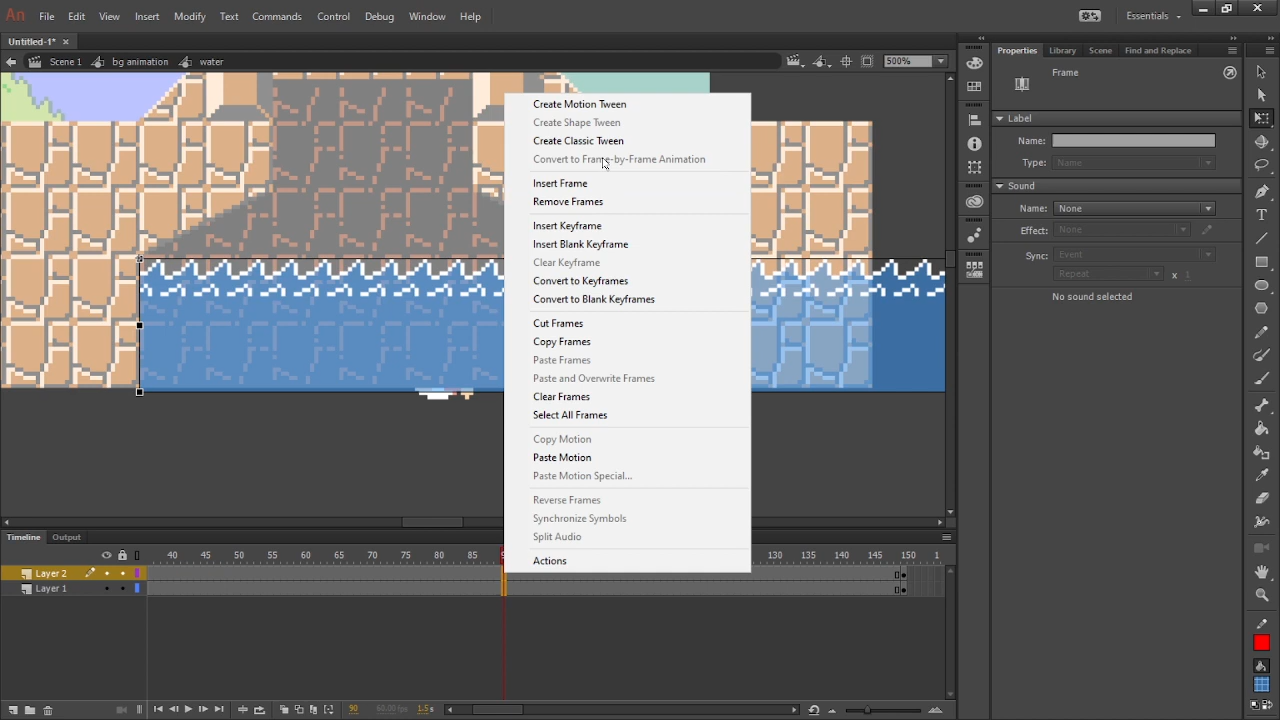 An File Edit View Insert Modify Text Commands Control Debug Window Help Essentials
Untitled-1* ×
Scene 1 bg animation water 500%
Properties Library Scene Find and Replace
Frame
Label
Name:
Type: Name
Sound
Name: None
Effect: None
Sync: Event
Repeat x 1
No sound selected
Create Motion Tween
Create Shape Tween
Create Classic Tween
Convert to Frame-by-Frame Animation
Insert Frame
Remove Frames
Insert Keyframe
Insert Blank Keyframe
Clear Keyframe
Convert to Keyframes
Convert to Blank Keyframes
Cut Frames
Copy Frames
Paste Frames
Paste and Overwrite Frames
Clear Frames
Select All Frames
Copy Motion
Paste Motion
Paste Motion Special...
Reverse Frames
Synchronize Symbols
Split Audio
Actions
Timeline Output
40 45 50 55 60 65 70 75 80 85 130 135 140 145 150 1
Layer 2
Layer 1
90 60.00 fps 1.5s